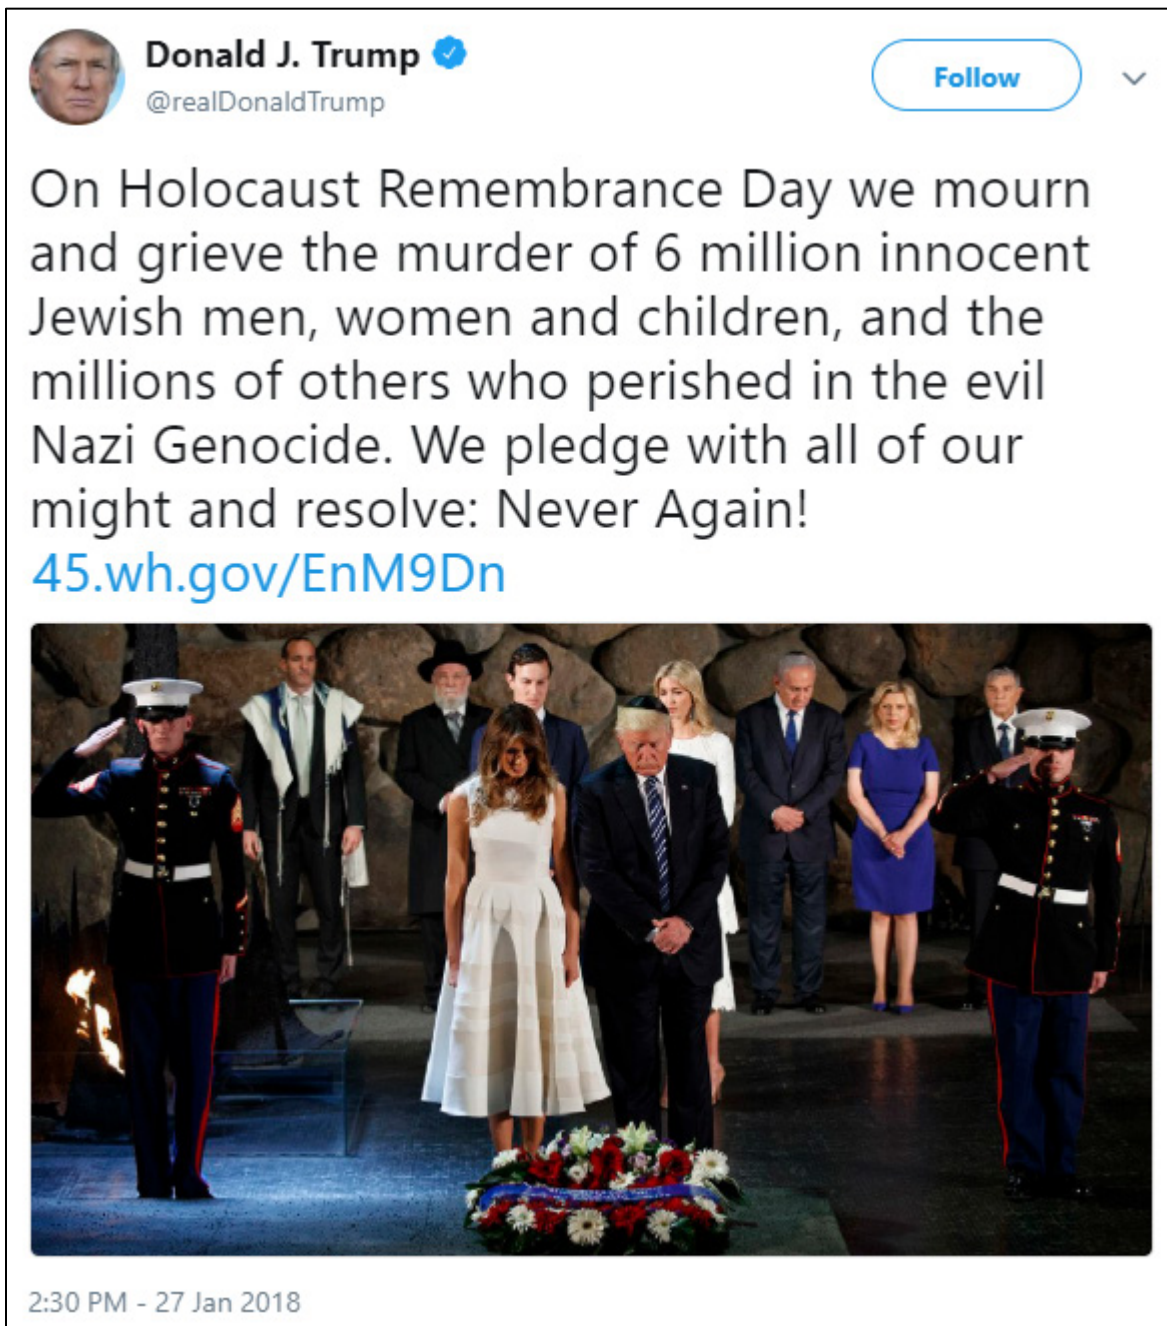 Donald J. Trump
@realDonaldTrump
Follow
On Holocaust Remembrance Day we mourn
and grieve the murder of 6 million innocent
Jewish men, women and children, and the
millions of others who perished in the evil
Nazi Genocide. We pledge with all of our
might and resolve: Never Again!
45.wh.gov/EnM9Dn
2:30 PM - 27 Jan 2018